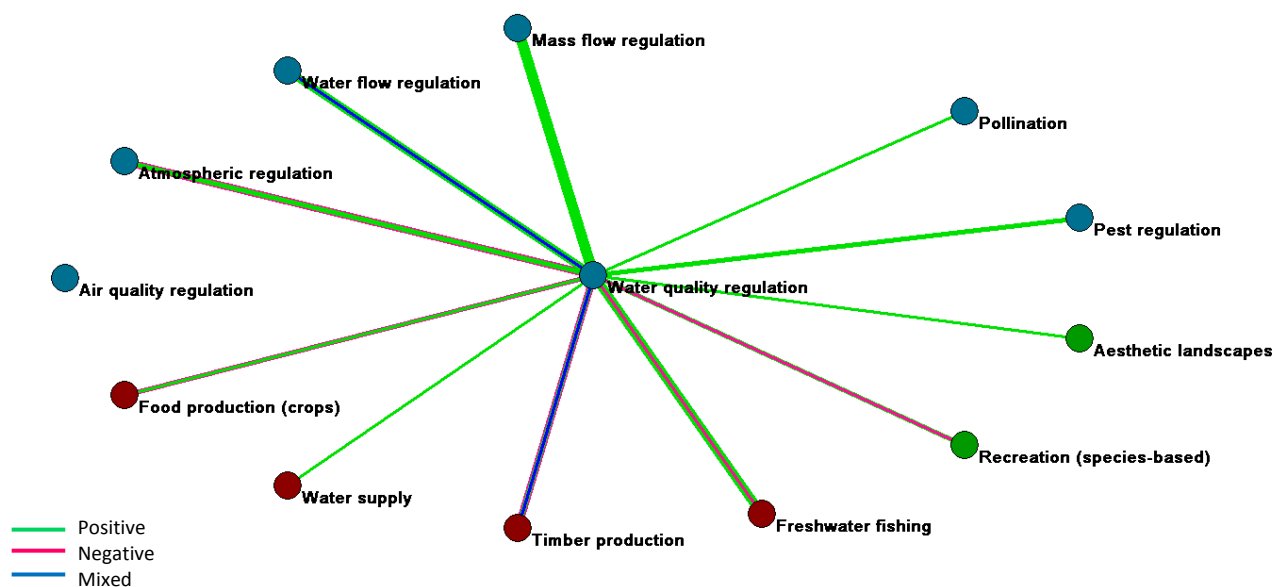 Mass flow regulation
Water flow regulation
Pollination
Atmospheric regulation
Pest regulation
Air quality regulation
Water quality regulation
Aesthetic landscapes
Food production (crops)
Recreation (species-based)
Water supply
Freshwater fishing
Timber production
Positive
Negative
Mixed